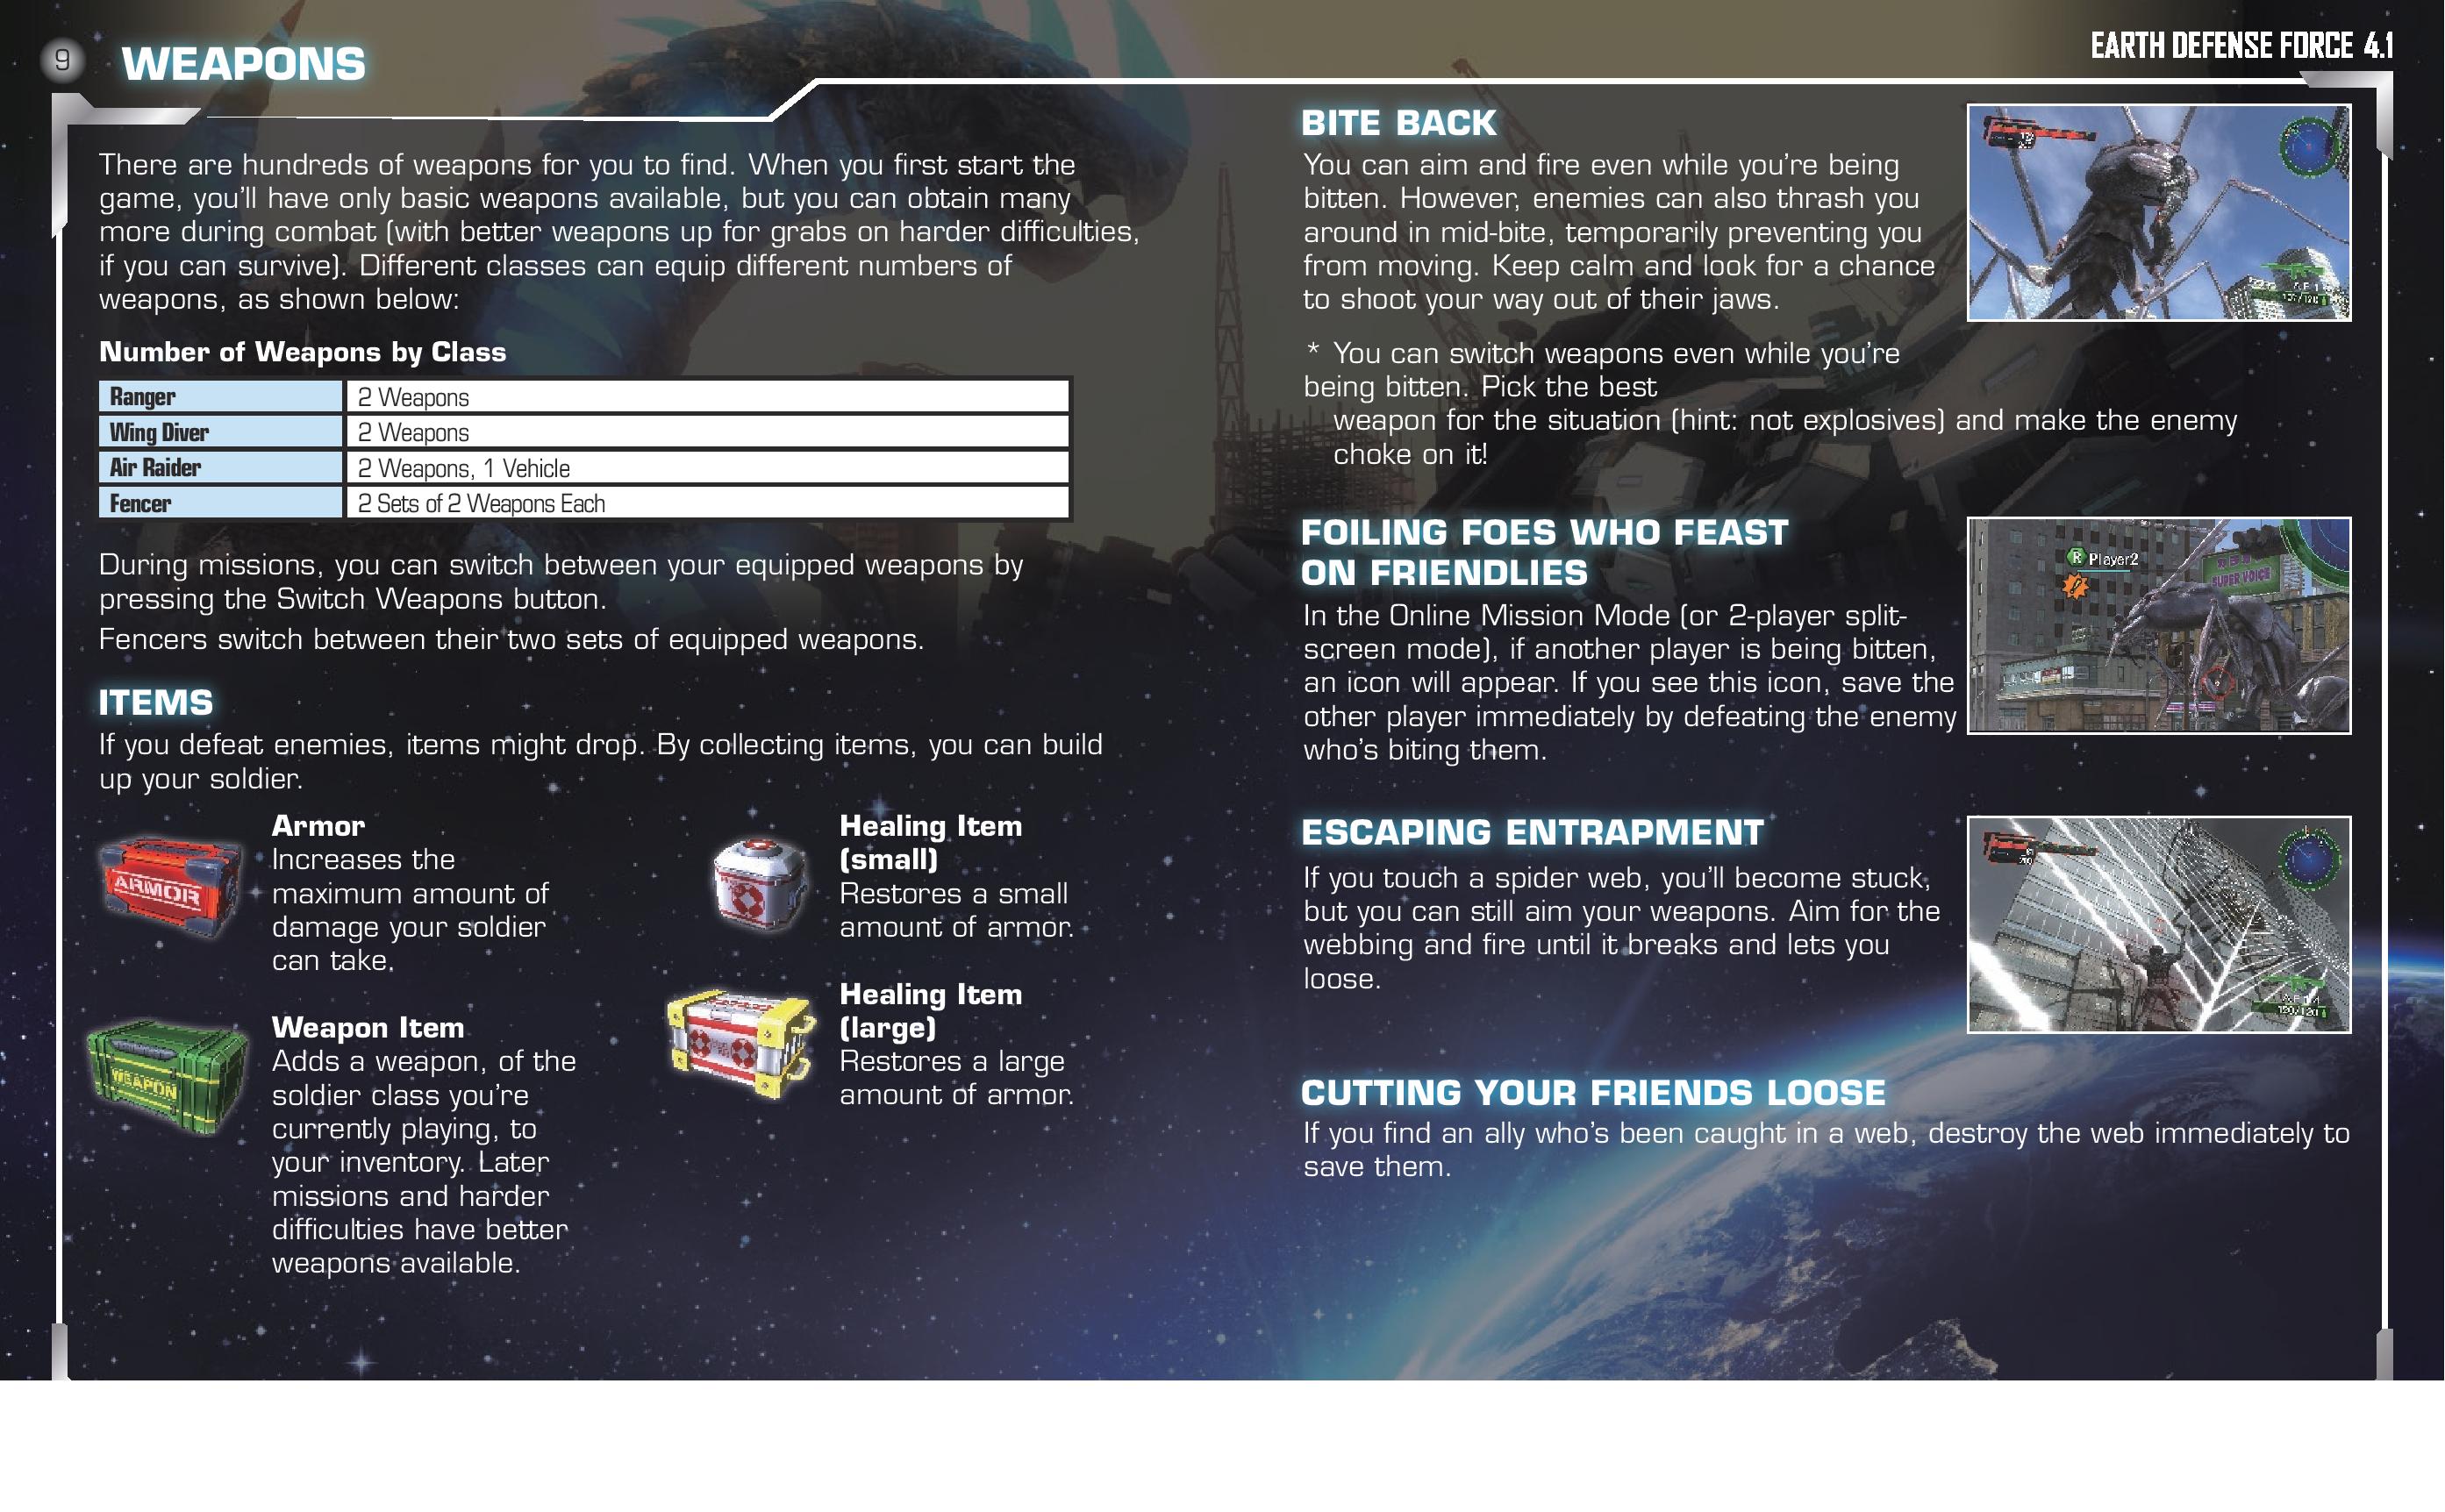 9
WEAPONS
EARTH DEFENSE FORCE 4.1
There are hundreds of weapons for you to find. When you first start the
game, you'll have only basic weapons available, but you can obtain many
more during combat (with better weapons up for grabs on harder difficulties,
if you can survive). Different classes can equip different numbers of
weapons, as shown below:
Number of Weapons by Class
Ranger 2 Weapons
Wing Diver 2 Weapons
Air Raider 2 Weapons, 1 Vehicle
Fencer 2 Sets of 2 Weapons Each
During missions, you can switch between your equipped weapons by
pressing the Switch Weapons button.
Fencers switch between their two sets of equipped weapons.
ITEMS
If you defeat enemies, items might drop. By collecting items, you can build
up your soldier.
ARMOR
Armor
Increases the
maximum amount of
damage your soldier
can take.
WEAPON
Weapon Item
Adds a weapon, of the
soldier class you're
currently playing, to
your inventory. Later
missions and harder
difficulties have better
weapons available.
Healing Item
(small)
Restores a small
amount of armor.
Healing Item
(large)
Restores a large
amount of armor.
BITE BACK
You can aim and fire even while you're being
bitten. However, enemies can also thrash you
around in mid-bite, temporarily preventing you
from moving. Keep calm and look for a chance
to shoot your way out of their jaws.
* You can switch weapons even while you're
being bitten. Pick the best
weapon for the situation (hint: not explosives) and make the enemy
choke on it!
FOILING FOES WHO FEAST
ON FRIENDLIES
In the Online Mission Mode (or 2-player split-
screen mode), if another player is being bitten,
an icon will appear. If you see this icon, save the
other player immediately by defeating the enemy
who's biting them.
R Player2
SUPER VOICE
ESCAPING ENTRAPMENT
If you touch a spider web, you'll become stuck,
but you can still aim your weapons. Aim for the
webbing and fire until it breaks and lets you
loose.
120/120
CUTTING YOUR FRIENDS LOOSE
If you find an ally who's been caught in a web, destroy the web immediately to
save them.